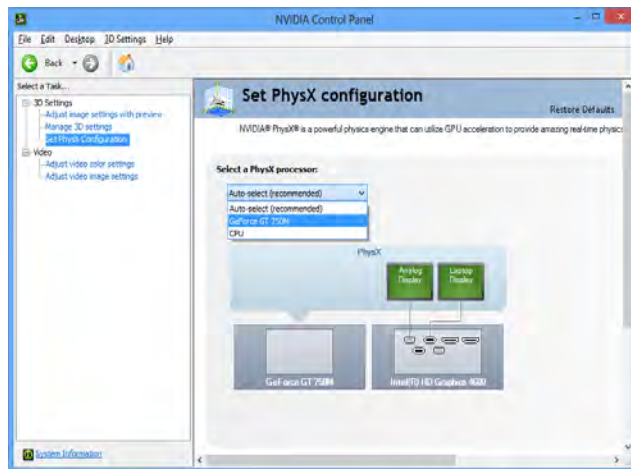 NVIDIA Control Panel
File Edit Desktop 3D Settings Help
Back
Select a Task...
3D Settings
Adjust image settings with preview
Manage 3D settings
Set PhysX Configuration
Video
Adjust video color settings
Adjust video image settings
System Information
Set PhysX configuration
Restore Defaults
NVIDIA® PhysX® is a powerful physics engine that can utilize GPU acceleration to provide amazing real-time physics
Select a PhysX processor:
Auto-select (recommended)
Auto-select (recommended)
GeForce GT 750M
CPU
PhysX
Analog Display
Laptop Display
GeForce GT 750M
Intel(R) HD Graphics 4600